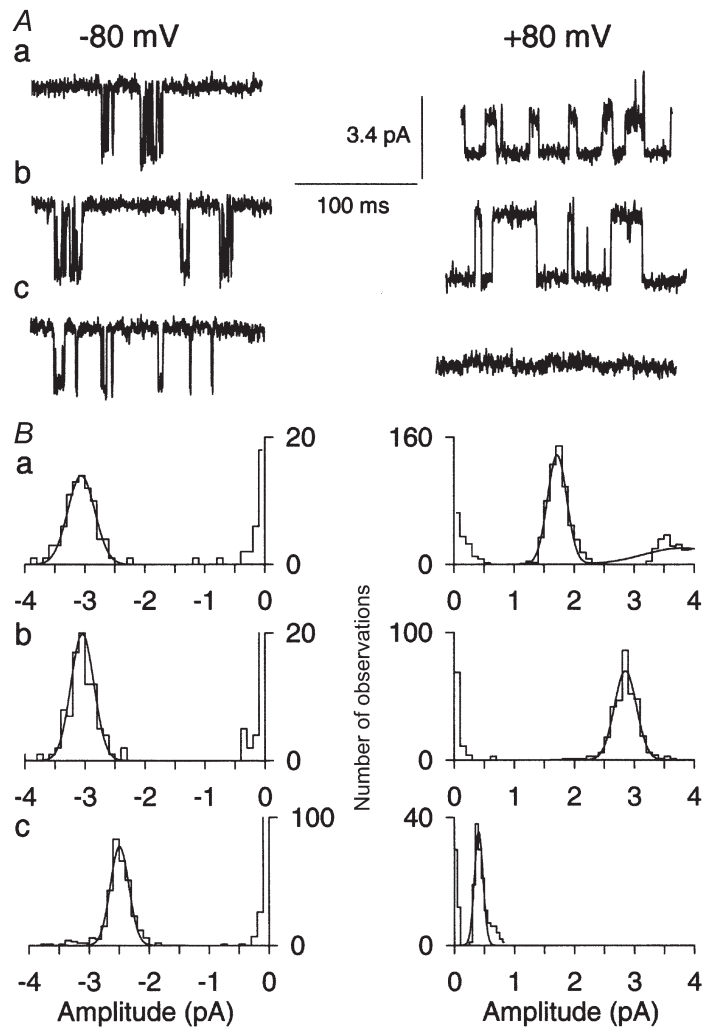 A
-80 mV
+80 mV
a
3.4 pA
100 ms
b
c
B
a
20
0
-4 -3 -2 -1 0
160
0
0 1 2 3 4
b
20
0
-4 -3 -2 -1 0
100
0
0 1 2 3 4
Number of observations
c
100
0
-4 -3 -2 -1 0
Amplitude (pA)
40
0
0 1 2 3 4
Amplitude (pA)